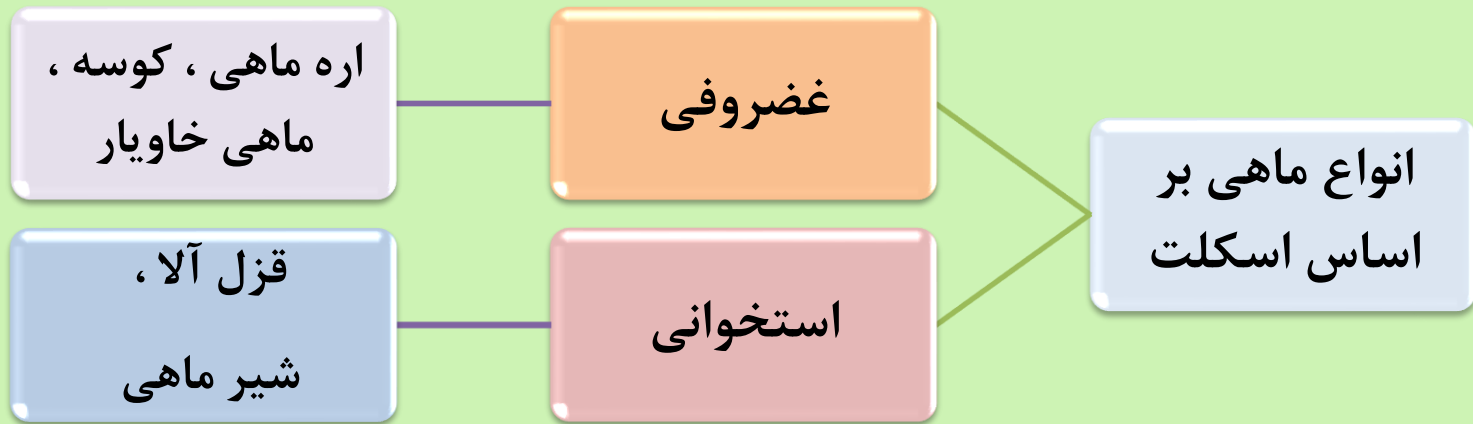 انواع ماهی بر
اساس اسکلت
غضروفی
اره ماهی ، کوسه ،
ماهی خاویار
استخوانی
قزل آلا ،
شیر ماهی